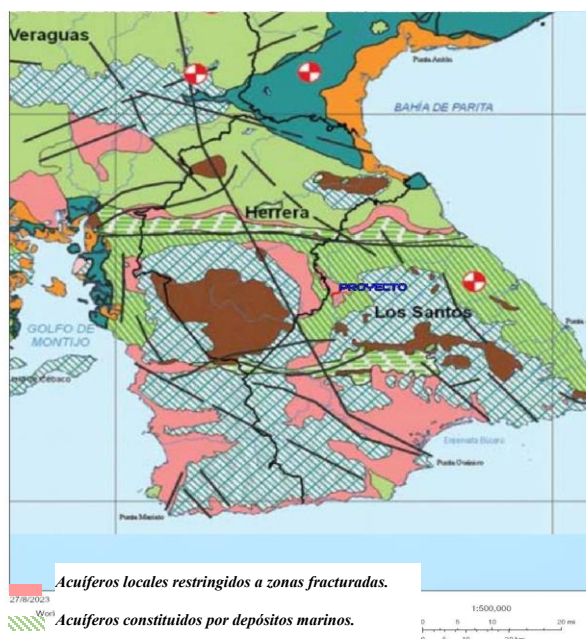 Veraguas
Punta Antón
BAHÍA DE PARITA
Herrera
PROYECTO
Los Santos
GOLFO DE
MONTIJO
Ensenada Búcaro
Punta Mariato
Acuíferos locales restringidos a zonas fracturadas.
27/8/2023
1:500,000
Acuíferos constituidos por depósitos marinos.
0 5 10 20 mi